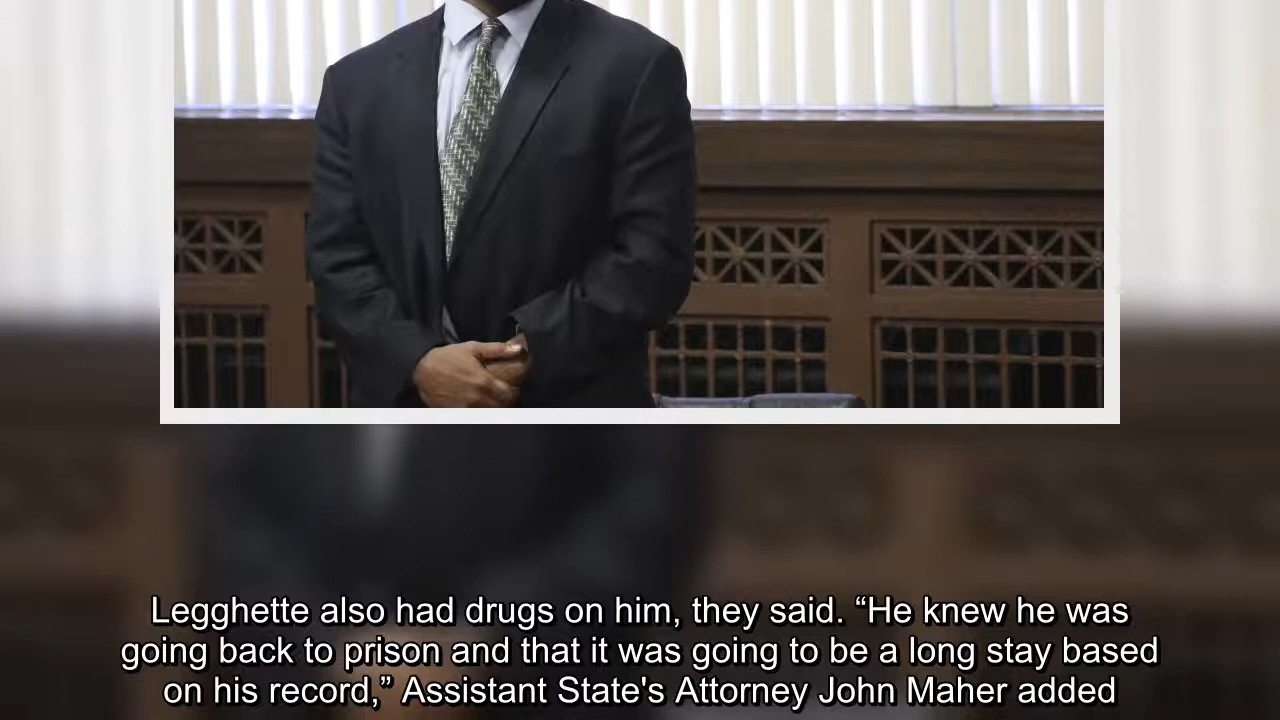 Legghette also had drugs on him, they said. “He knew he was
going back to prison and that it was going to be a long stay based
on his record,” Assistant State's Attorney John Maher added